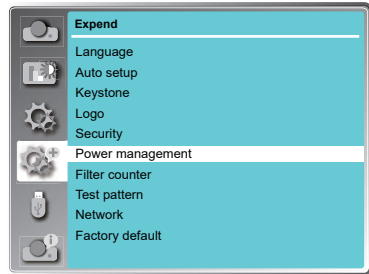 Expend
Language
Auto setup
Keystone
Logo
Security
Power management
Filter counter
Test pattern
Network
Factory default